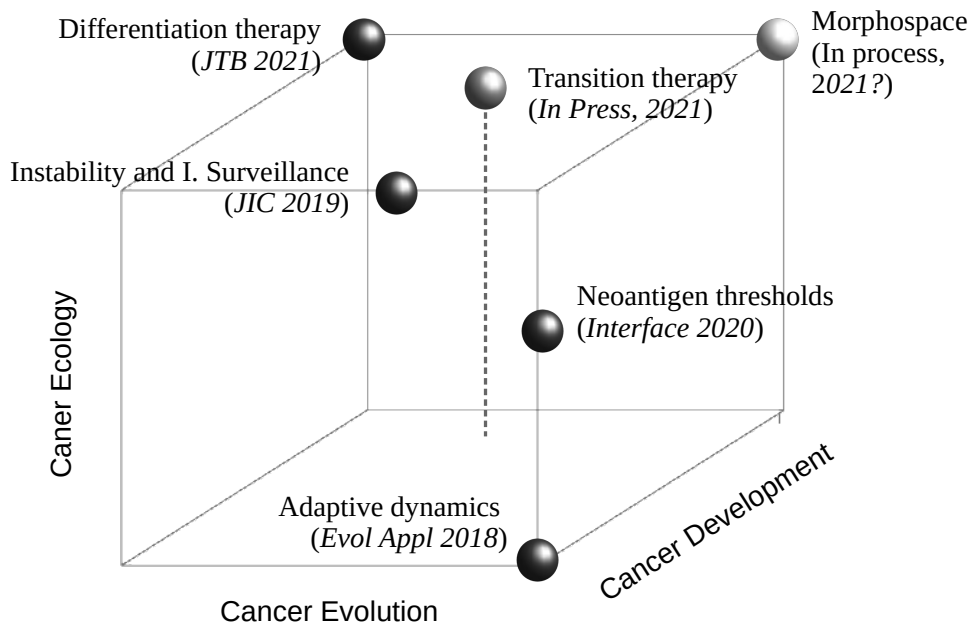 Differentiation therapy
(JTB 2021)
Morphospace
(In process,
2021?)
Transition therapy
(In Press, 2021)
Instability and I. Surveillance
(JIC 2019)
Neoantigen thresholds
(Interface 2020)
Caner Ecology
Adaptive dynamics
(Evol Appl 2018)
Cancer Development
Cancer Evolution